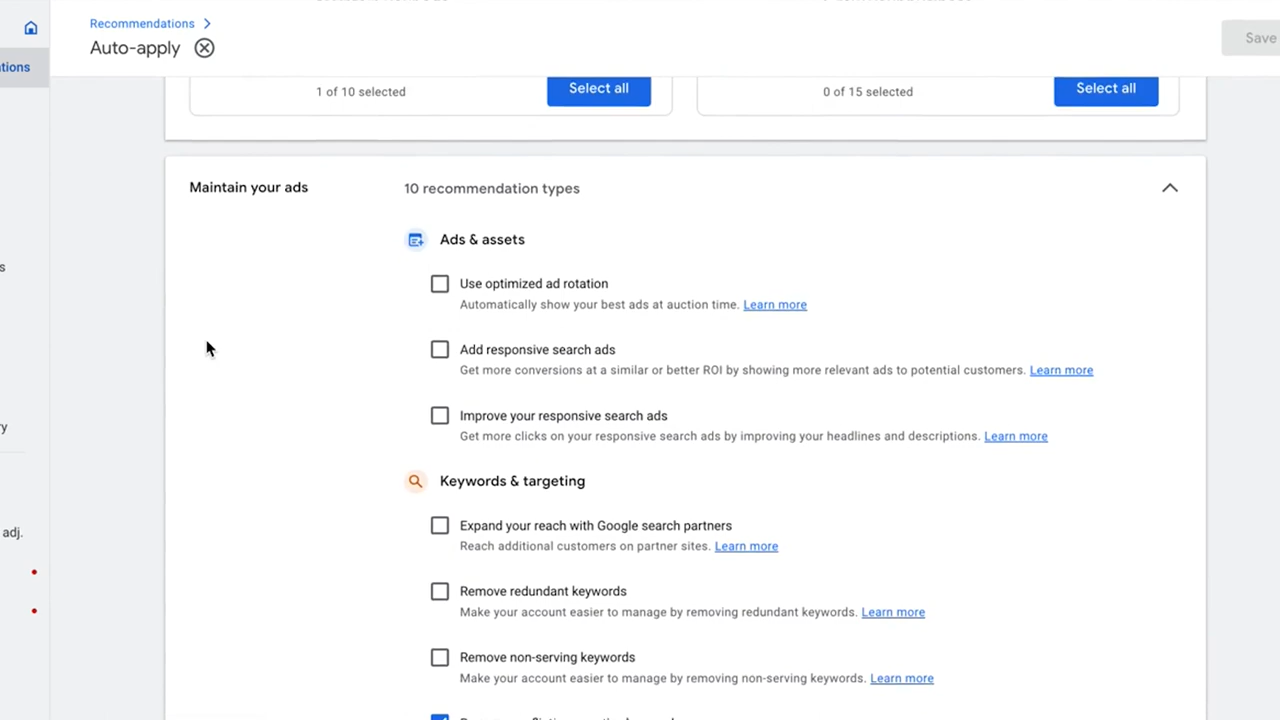 Recommendations
Auto-apply
Save
tions
1 of 10 selected
Select all
0 of 15 selected
Select all
Maintain your ads
10 recommendation types
Ads & assets
Use optimized ad rotation
Automatically show your best ads at auction time. Learn more
Add responsive search ads
Get more conversions at a similar or better ROI by showing more relevant ads to potential customers. Learn more
Improve your responsive search ads
Get more clicks on your responsive search ads by improving your headlines and descriptions. Learn more
Keywords & targeting
Expand your reach with Google search partners
Reach additional customers on partner sites. Learn more
adj.
Remove redundant keywords
Make your account easier to manage by removing redundant keywords. Learn more
Remove non-serving keywords
Make your account easier to manage by removing non-serving keywords. Learn more